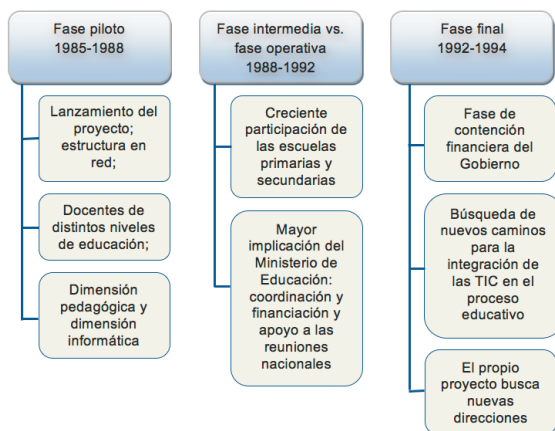 Fase piloto
1985-1988
Lanzamiento del
proyecto;
estructura en
red;
Docentes de
distintos niveles
de educación;
Dimensión
pedagógica y
dimensión
informática
Fase intermedia vs.
fase operativa
1988-1992
Creciente
participación de
las escuelas
primarias y
secundarias
Mayor
implicación del
Ministerio de
Educación:
coordinación y
financiación y
apoyo a las
reuniones
nacionales
Fase final
1992-1994
Fase de
contención
financiera del
Gobierno
Búsqueda de
nuevos caminos
para la
integración de
las TIC en el
proceso
educativo
El propio
proyecto busca
nuevas
direcciones